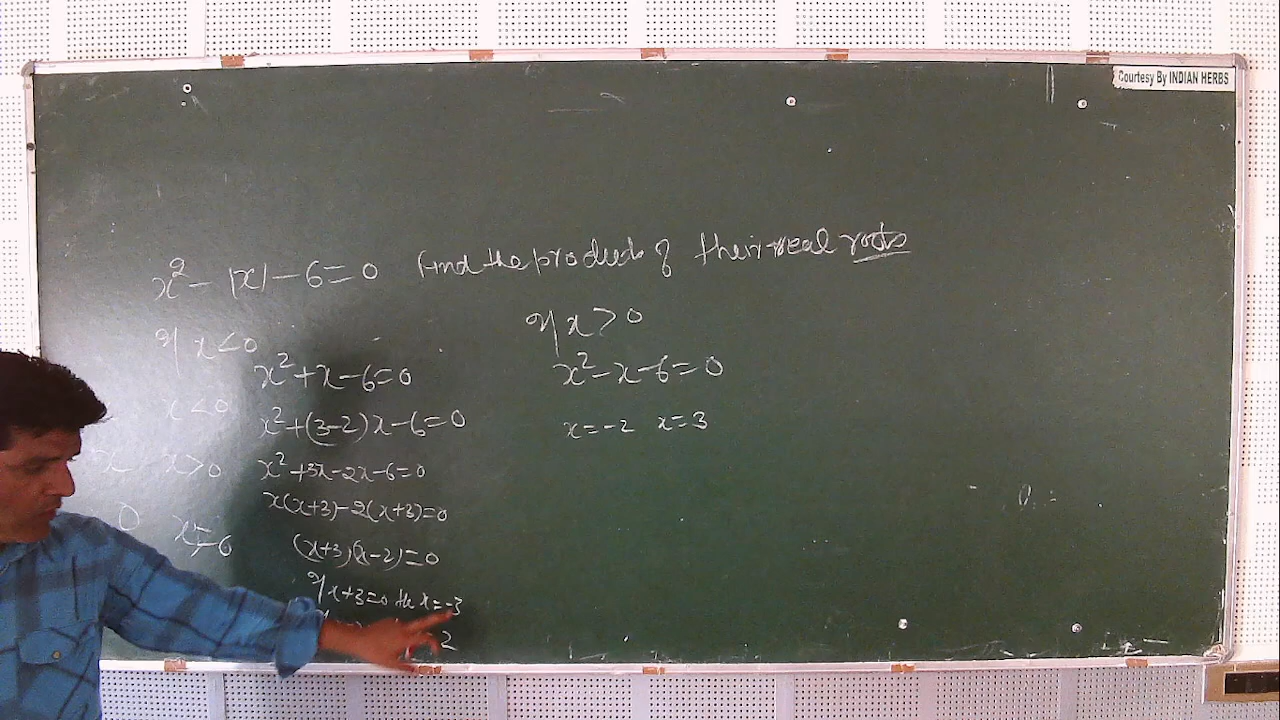 Courtesy By INDIAN HERBS
x² - |x| - 6 = 0 Find the product of their real roots
If x < 0
x² + x - 6 = 0
x < 0
x² + (3-2)x - 6 = 0
x x > 0
x² + 3x - 2x - 6 = 0
x(x+3) - 2(x+3) = 0
0
(x+3)(x-2) = 0
If x+3=0 the x = -3
2
If x > 0
x² - x - 6 = 0
x = -2 x = 3